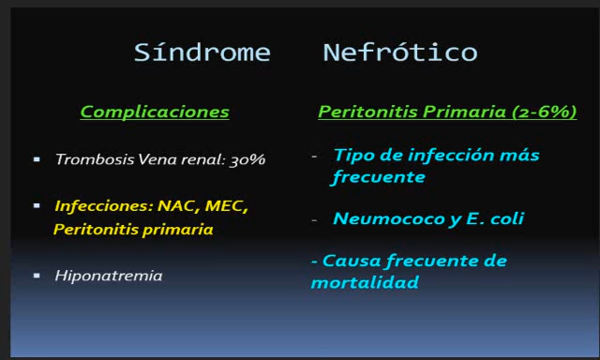 Síndrome Nefrótico
Complicaciones
▪ Trombosis Vena renal: 30%
▪ Infecciones: NAC, MEC,
Peritonitis primaria
▪ Hiponatremia
Peritonitis Primaria (2-6%)
- Tipo de infección más
frecuente
- Neumococo y E. coli
- Causa frecuente de
mortalidad